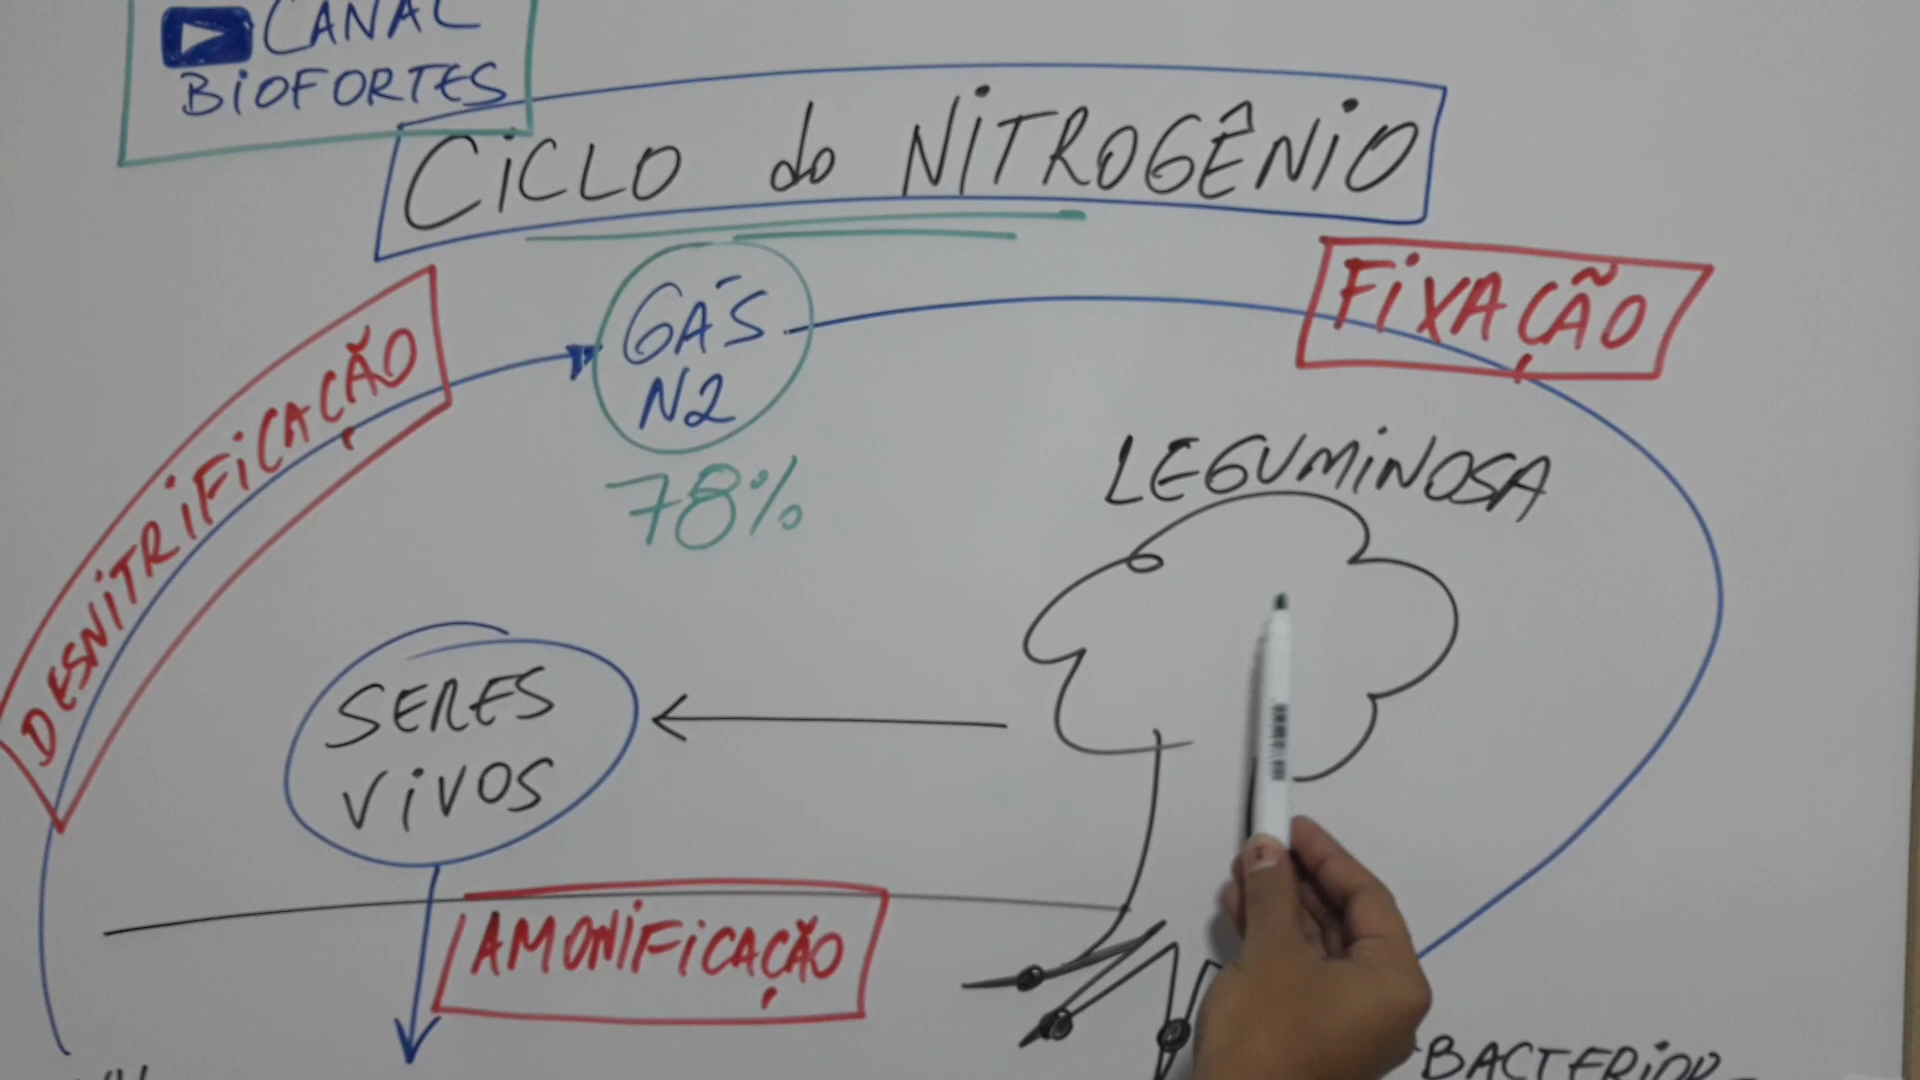 CANAL
BIOFORTES
CICLO do NITROGÊNIO
FIXAÇÃO
GÁS
N2
78%
DESNITRIFICAÇÃO
LEGUMINOSA
SERES
VIVOS
AMONIFICAÇÃO